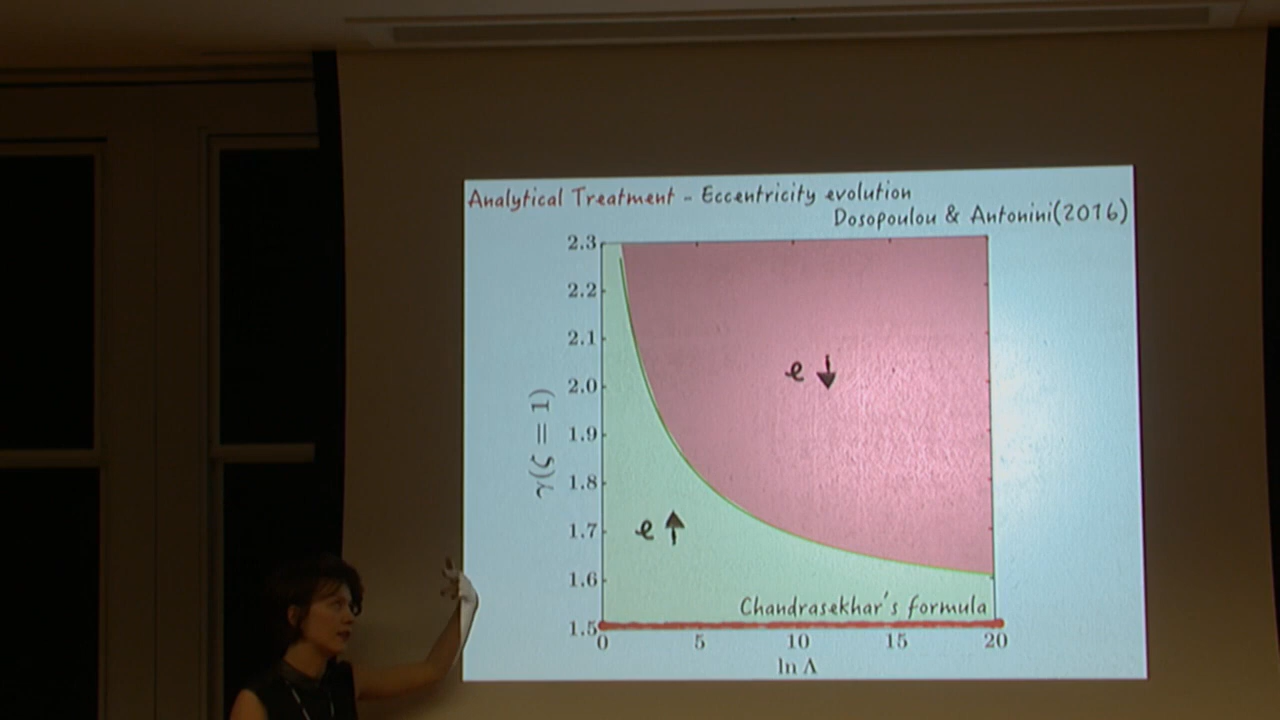 Analytical Treatment - Eccentricity evolution
Dosopoulou & Antonini(2016)
2.3
2.2
2.1
2.0
1.9
1.8
1.7
1.6
1.5
γ(ζ = 1)
e ↓
e ↑
Chandrasekhar's formula
0 5 10 15 20
ln Λ